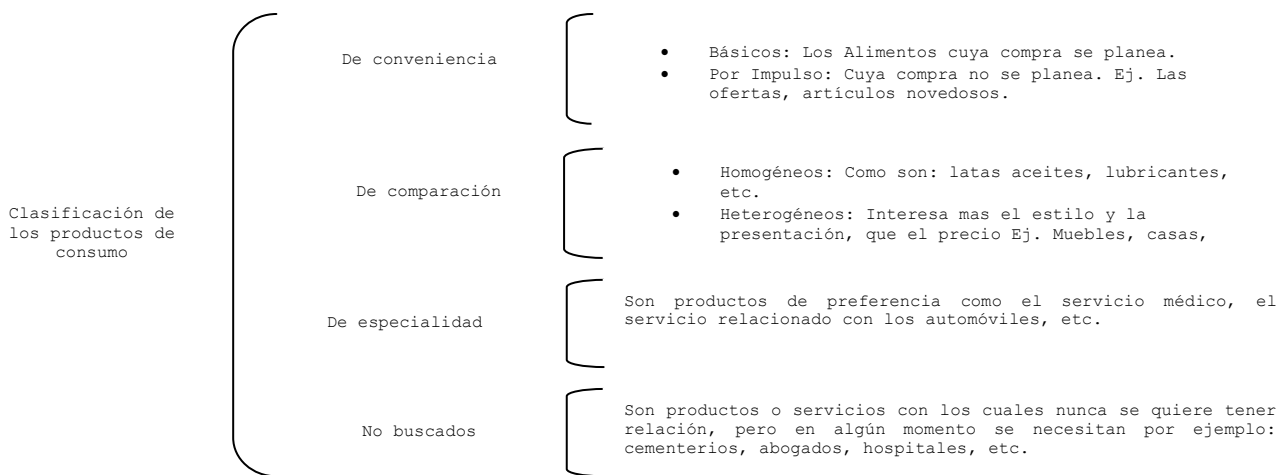 Clasificación de
los productos de
consumo
De conveniencia
• Básicos: Los Alimentos cuya compra se planea.
• Por Impulso: Cuya compra no se planea. Ej. Las
ofertas, artículos novedosos.
De comparación
• Homogéneos: Como son: latas aceites, lubricantes,
etc.
• Heterogéneos: Interesa mas el estilo y la
presentación, que el precio Ej. Muebles, casas,
De especialidad
Son productos de preferencia como el servicio médico, el
servicio relacionado con los automóviles, etc.
No buscados
Son productos o servicios con los cuales nunca se quiere tener
relación, pero en algún momento se necesitan por ejemplo:
cementerios, abogados, hospitales, etc.